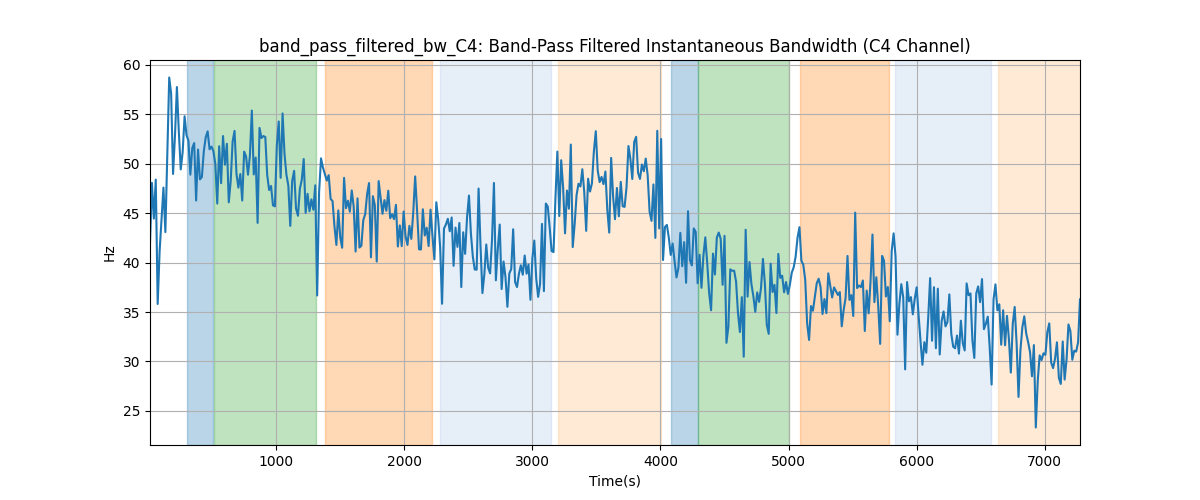 band_pass_filtered_bw_C4: Band-Pass Filtered Instantaneous Bandwidth (C4 Channel)
60
55
50
45
40
35
30
25
Hz
1000 2000 3000 4000 5000 6000 7000
Time(s)